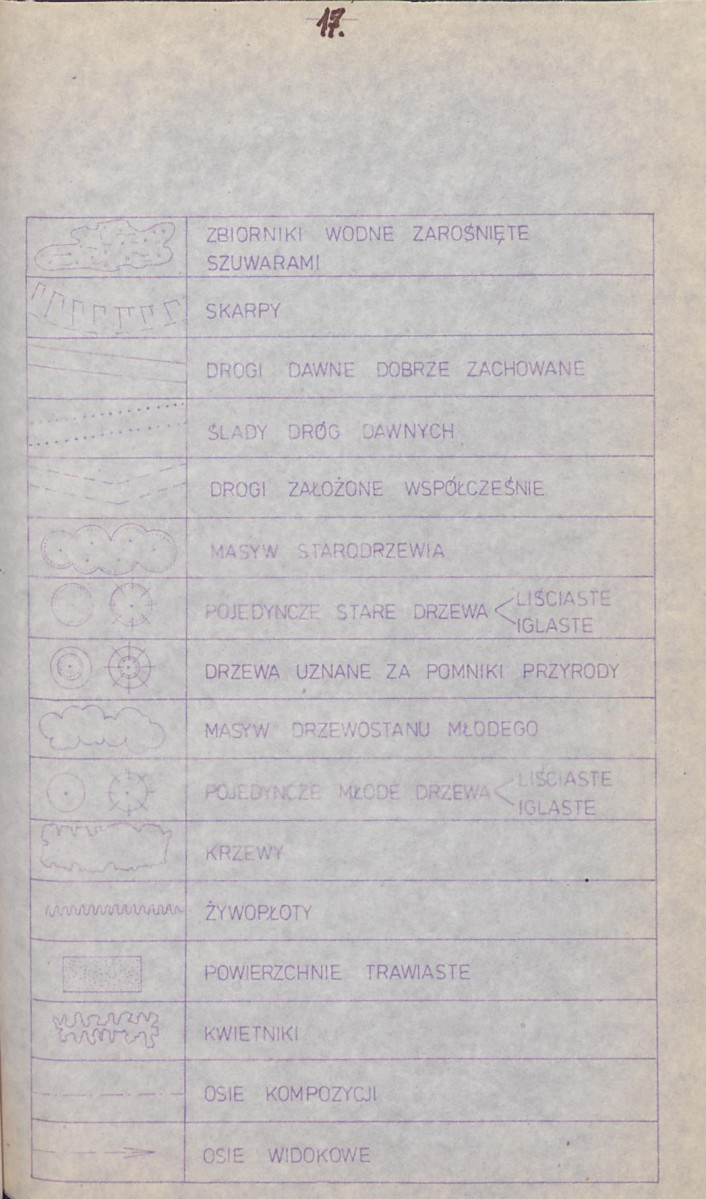 17.
ZBIORNIKI WODNE ZAROŚNIĘTE
SZUWARAMI
SKARPY
DROGI DAWNE DOBRZE ZACHOWANE
ŚLADY DRÓG DAWNYCH
DROGI ZAŁOŻONE WSPÓŁCZEŚNIE
MASYW STARODRZEWIA
POJEDYNCZE STARE DRZEWA LIŚCIASTE
IGLASTE
DRZEWA UZNANE ZA POMNIKI PRZYRODY
MASYW DRZEWOSTANU MŁODEGO
POJEDYNCZE MŁODE DRZEWA LIŚCIASTE
IGLASTE
KRZEWY
ŻYWOPŁOTY
POWIERZCHNIE TRAWIASTE
KWIETNIKI
OSIE KOMPOZYCJI
OSIE WIDOKOWE